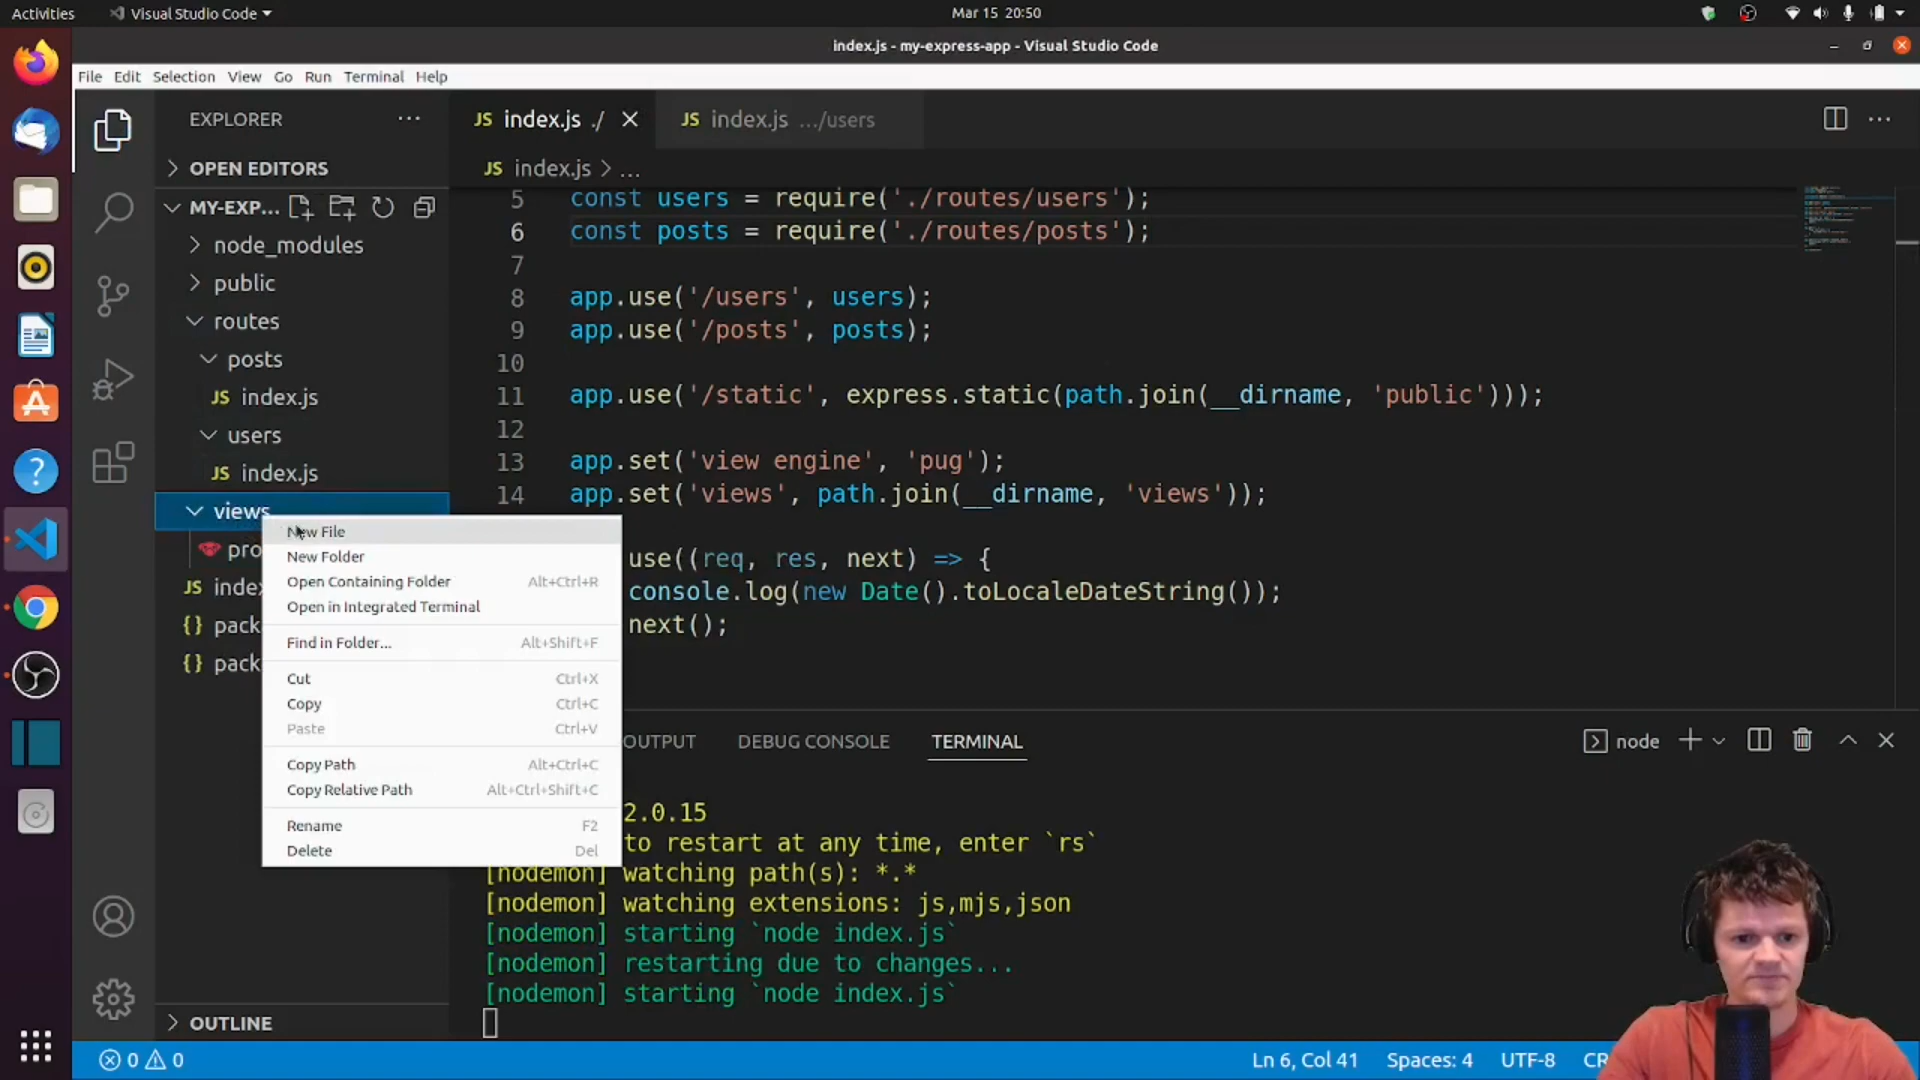 Activities
Visual Studio Code
Mar 15 20:50
index.js - my-express-app - Visual Studio Code
File Edit Selection View Go Run Terminal Help
EXPLORER
OPEN EDITORS
MY-EXP...
node_modules
public
routes
posts
JS index.js
users
JS index.js
views
pro
JS index
{} pack
{} pack
OUTLINE
JS index.js ./
JS index.js .../users
JS index.js > ...
5 const users = require('./routes/users');
6 const posts = require('./routes/posts');
7
8 app.use('/users', users);
9 app.use('/posts', posts);
10
11 app.use('/static', express.static(path.join(__dirname, 'public')));
12
13 app.set('view engine', 'pug');
14 app.set('views', path.join(__dirname, 'views'));
use((req, res, next) => {
console.log(new Date().toLocaleDateString());
next();
New File
New Folder
Open Containing Folder Alt+Ctrl+R
Open in Integrated Terminal
Find in Folder... Alt+Shift+F
Cut Ctrl+X
Copy Ctrl+C
Paste Ctrl+V
Copy Path Alt+Ctrl+C
Copy Relative Path Alt+Ctrl+Shift+C
Rename F2
Delete Del
OUTPUT DEBUG CONSOLE TERMINAL
node
2.0.15
to restart at any time, enter `rs`
[nodemon] watching path(s): *.*
[nodemon] watching extensions: js,mjs,json
[nodemon] starting `node index.js`
[nodemon] restarting due to changes...
[nodemon] starting `node index.js`
0 0
Ln 6, Col 41 Spaces: 4 UTF-8 CR